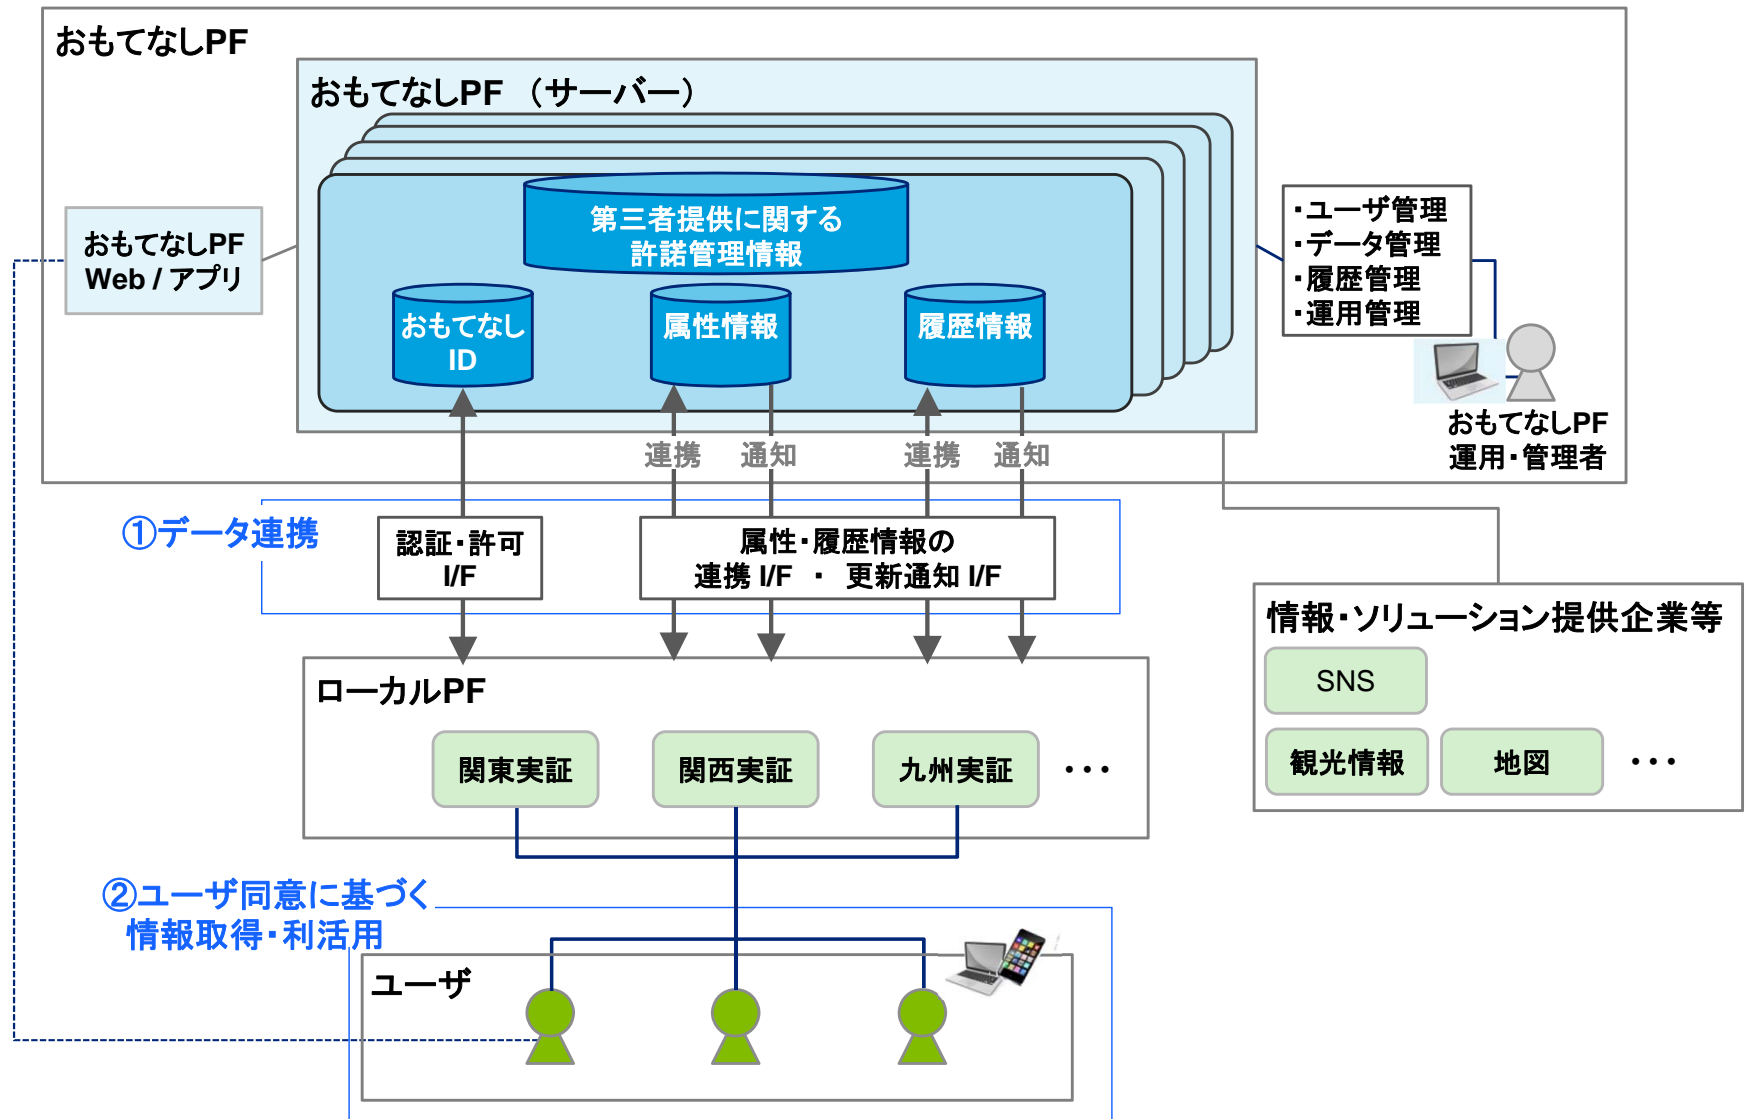 おもてなしPF
おもてなしPF （サーバー）
第三者提供に関する
許諾管理情報
おもてなしPF
Web / アプリ
おもてなし
ID
属性情報
履歴情報
・ユーザ管理
・データ管理
・履歴管理
・運用管理
おもてなしPF
運用・管理者
連携
通知
連携
通知
①データ連携
認証・許可
I/F
属性・履歴情報の
連携 I/F ・ 更新通知 I/F
情報・ソリューション提供企業等
SNS
観光情報
地図
・・・
ローカルPF
関東実証
関西実証
九州実証
・・・
②ユーザ同意に基づく
情報取得・利活用
ユーザ